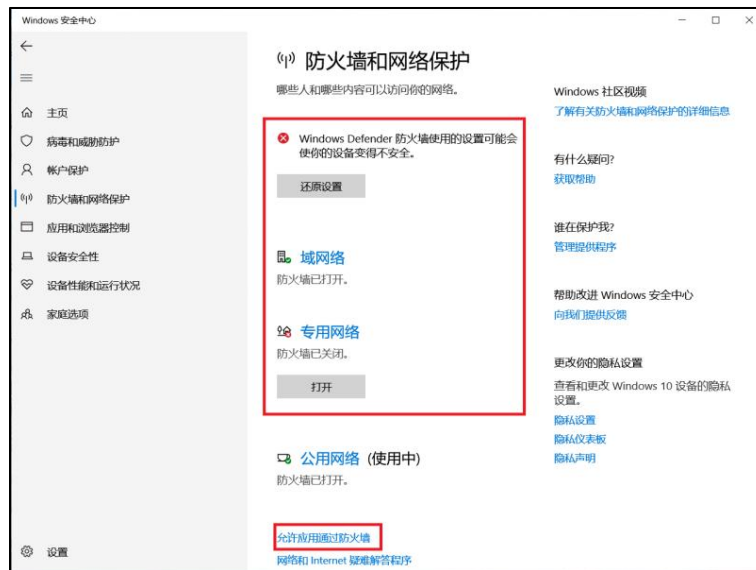 Windows 安全中心
主页
病毒和威胁防护
帐户保护
防火墙和网络保护
应用和浏览器控制
设备安全性
设备性能和运行状况
家庭选项
设置
防火墙和网络保护
哪些人和哪些内容可以访问你的网络。
Windows Defender 防火墙使用的设置可能会
使你的设备变得不安全。
还原设置
域网络
防火墙已打开。
专用网络
防火墙已关闭。
打开
公用网络 (使用中)
防火墙已打开。
允许应用通过防火墙
网络和 Internet 疑难解答程序
Windows 社区视频
了解有关防火墙和网络保护的详细信息
有什么疑问?
获取帮助
谁在保护我?
管理提供程序
帮助改进 Windows 安全中心
向我们提供反馈
更改你的隐私设置
查看和更改 Windows 10 设备的隐私
设置。
隐私设置
隐私仪表板
隐私声明